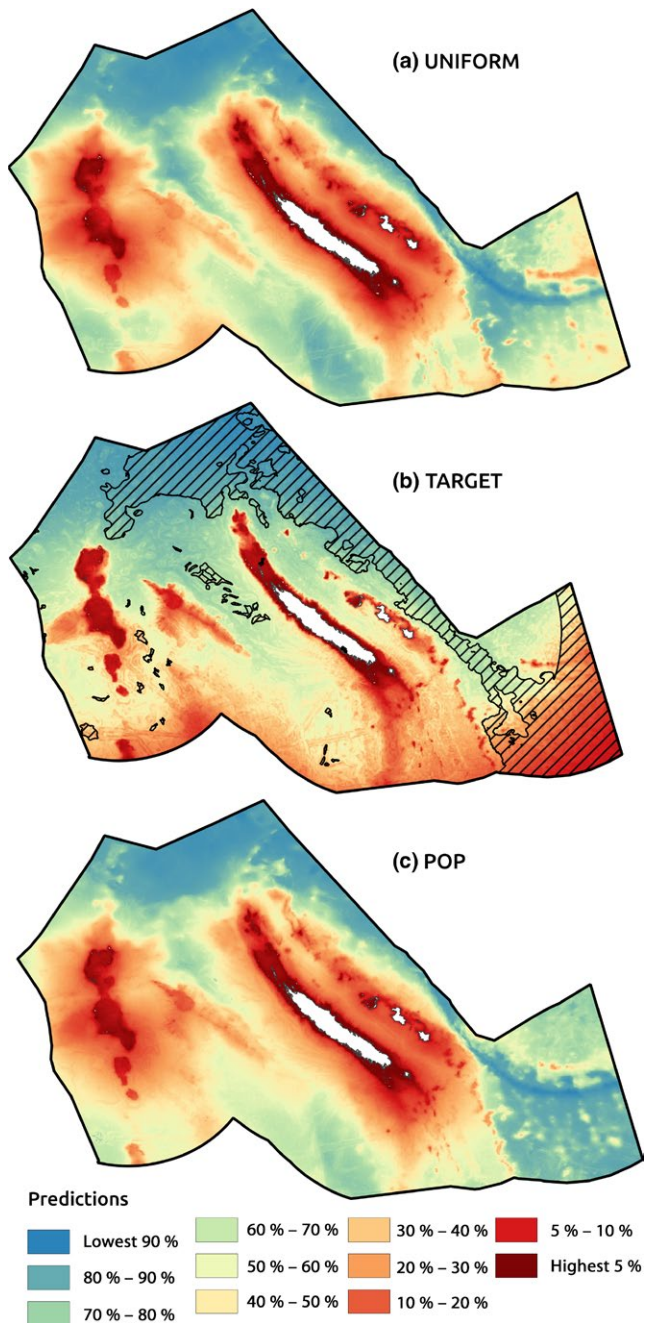 (a) UNIFORM
(b) TARGET
(c) POP
Predictions
Lowest 90 %
80 % – 90 %
70 % – 80 %
60 % – 70 %
50 % – 60 %
40 % – 50 %
30 % – 40 %
20 % – 30 %
10 % – 20 %
5 % – 10 %
Highest 5 %